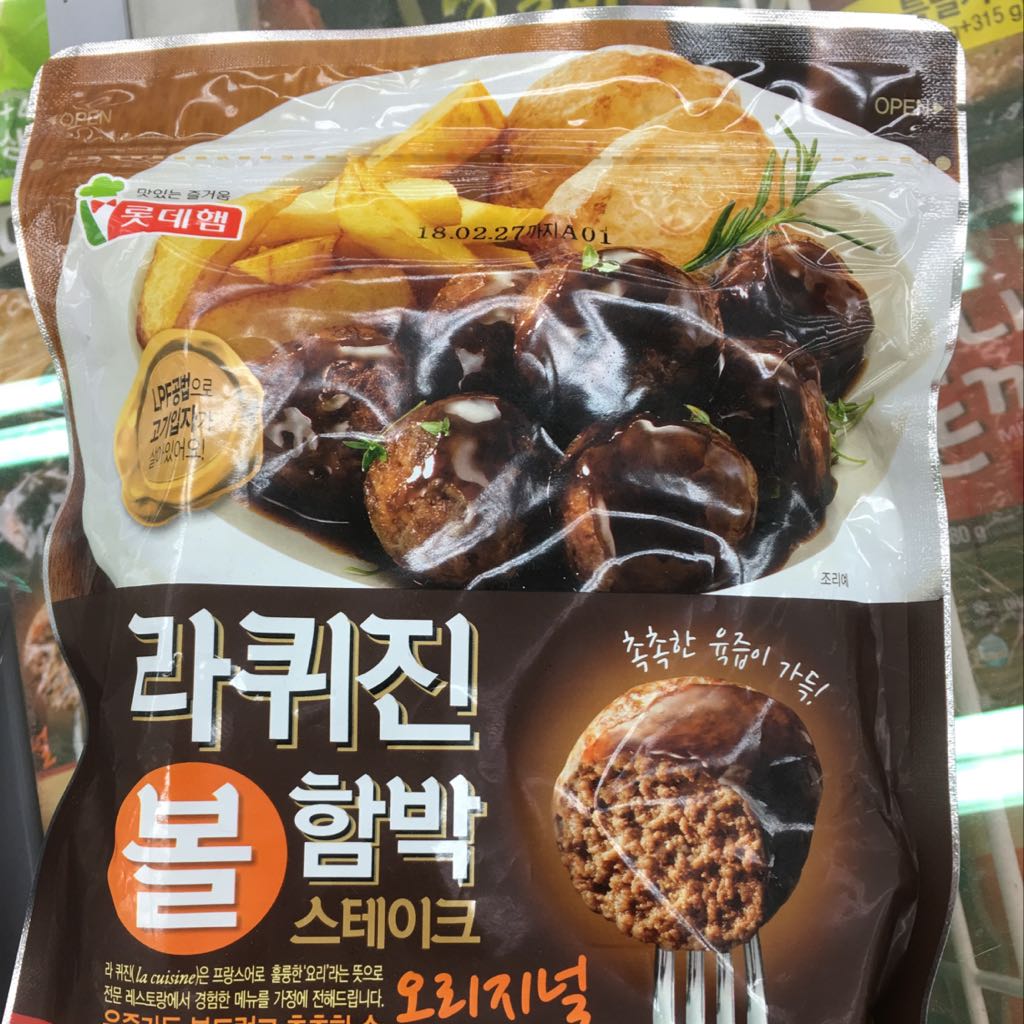 OPEN
OPEN
맛있는 즐거움
롯데햄
18.02.27까지A01
LPF공법으로
고기입자가
살아있어요!
조리예
라퀴진
촉촉한 육즙이 가득!
볼 함박
스테이크
라 퀴진(la cuisine)은 프랑스어로 훌륭한 '요리'라는 뜻으로
전문 레스토랑에서 경험한 메뉴를 가정에 전해드립니다.
오리지널
+315 g